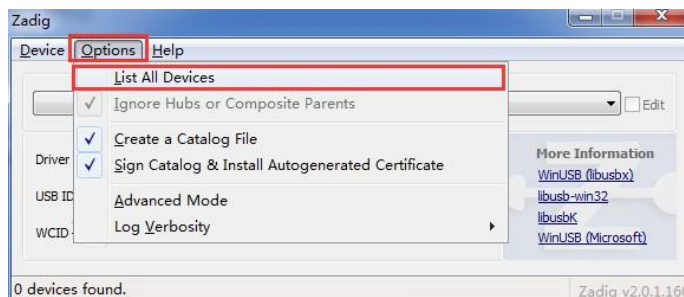 Zadig
Device Options Help
List All Devices
Ignore Hubs or Composite Parents
Edit
Create a Catalog File
Driver
Sign Catalog & Install Autogenerated Certificate
More Information
WinUSB (libusbx)
USB ID
Advanced Mode
libusb-win32
WCID
Log Verbosity
libusbK
WinUSB (Microsoft)
0 devices found.
Zadig v2.0.1.160